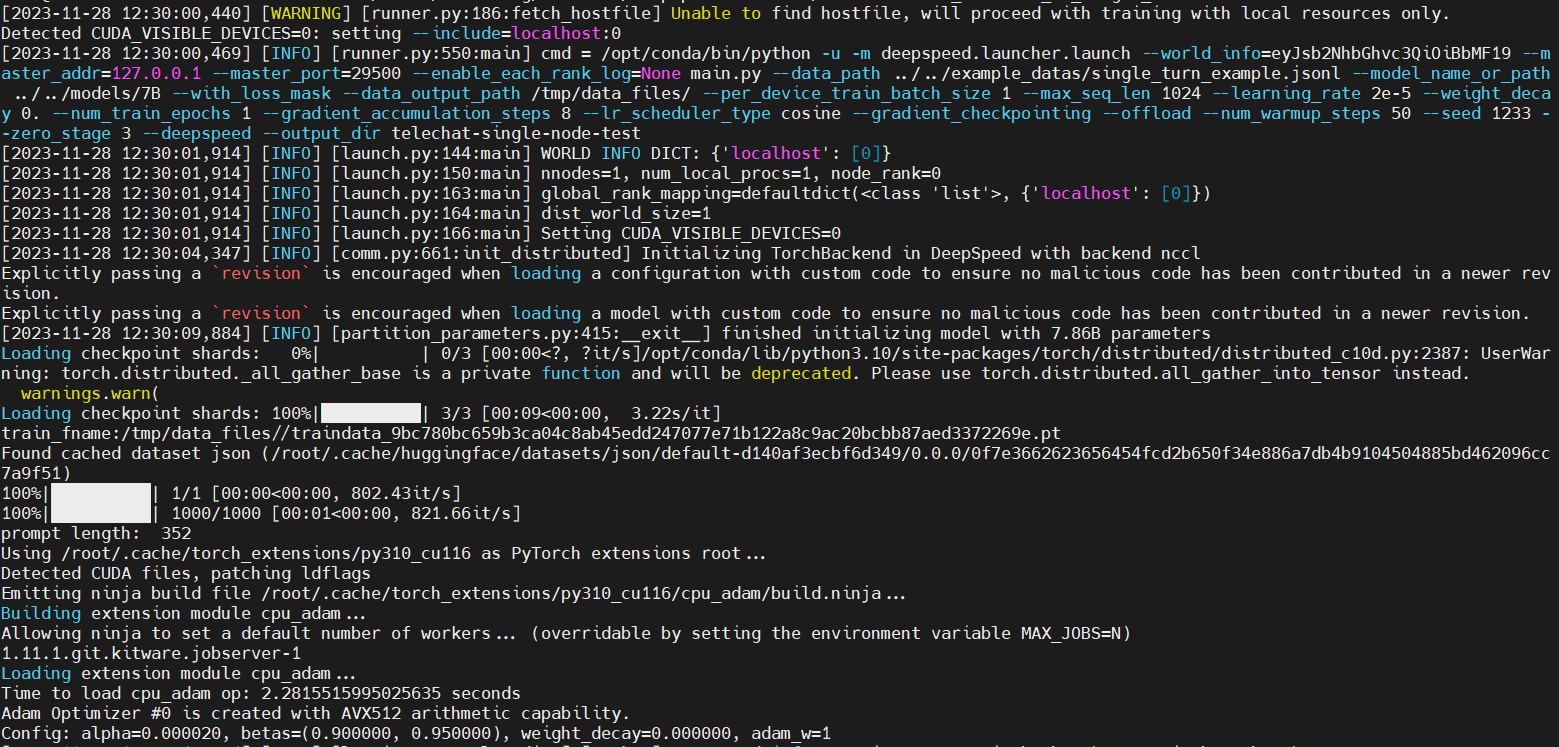 [2023-11-28 12:30:00,440] [WARNING] [runner.py:186:fetch_hostfile] Unable to find hostfile, will proceed with training with local resources only.
Detected CUDA_VISIBLE_DEVICES=0: setting --include=localhost:0
[2023-11-28 12:30:00,469] [INFO] [runner.py:550:main] cmd = /opt/conda/bin/python -u -m deepspeed.launcher.launch --world_info=eyJsb2NhbGhvc3QiOiBbMF19 --m
aster_addr=127.0.0.1 --master_port=29500 --enable_each_rank_log=None main.py --data_path ../../example_datas/single_turn_example.jsonl --model_name_or_path
../../models/7B --with_loss_mask --data_output_path /tmp/data_files/ --per_device_train_batch_size 1 --max_seq_len 1024 --learning_rate 2e-5 --weight_deca
y 0. --num_train_epochs 1 --gradient_accumulation_steps 8 --lr_scheduler_type cosine --gradient_checkpointing --offload --num_warmup_steps 50 --seed 1233 -
-zero_stage 3 --deepspeed --output_dir telechat-single-node-test
[2023-11-28 12:30:01,914] [INFO] [launch.py:144:main] WORLD INFO DICT: {'localhost': [0]}
[2023-11-28 12:30:01,914] [INFO] [launch.py:150:main] nnodes=1, num_local_procs=1, node_rank=0
[2023-11-28 12:30:01,914] [INFO] [launch.py:163:main] global_rank_mapping=defaultdict(<class 'list'>, {'localhost': [0]})
[2023-11-28 12:30:01,914] [INFO] [launch.py:164:main] dist_world_size=1
[2023-11-28 12:30:01,914] [INFO] [launch.py:166:main] Setting CUDA_VISIBLE_DEVICES=0
[2023-11-28 12:30:04,347] [INFO] [comm.py:661:init_distributed] Initializing TorchBackend in DeepSpeed with backend nccl
Explicitly passing a `revision` is encouraged when loading a configuration with custom code to ensure no malicious code has been contributed in a newer rev
ision.
Explicitly passing a `revision` is encouraged when loading a model with custom code to ensure no malicious code has been contributed in a newer revision.
[2023-11-28 12:30:09,884] [INFO] [partition_parameters.py:415:__exit__] finished initializing model with 7.86B parameters
Loading checkpoint shards:   0%|          | 0/3 [00:00<?, ?it/s]/opt/conda/lib/python3.10/site-packages/torch/distributed/distributed_c10d.py:2387: UserWar
ning: torch.distributed._all_gather_base is a private function and will be deprecated. Please use torch.distributed.all_gather_into_tensor instead.
  warnings.warn(
Loading checkpoint shards: 100%|██████████| 3/3 [00:09<00:00,  3.22s/it]
train_fname:/tmp/data_files//traindata_9bc780bc659b3ca04c8ab45edd247077e71b122a8c9ac20bcbb87aed3372269e.pt
Found cached dataset json (/root/.cache/huggingface/datasets/json/default-d140af3ecbf6d349/0.0.0/0f7e3662623656454fcd2b650f34e886a7db4b9104504885bd462096cc
7a9f51)
100%|██████████| 1/1 [00:00<00:00, 802.43it/s]
100%|██████████| 1000/1000 [00:01<00:00, 821.66it/s]
prompt length:  352
Using /root/.cache/torch_extensions/py310_cu116 as PyTorch extensions root...
Detected CUDA files, patching ldflags
Emitting ninja build file /root/.cache/torch_extensions/py310_cu116/cpu_adam/build.ninja...
Building extension module cpu_adam...
Allowing ninja to set a default number of workers... (overridable by setting the environment variable MAX_JOBS=N)
1.11.1.git.kitware.jobserver-1
Loading extension module cpu_adam...
Time to load cpu_adam op: 2.2815515995025635 seconds
Adam Optimizer #0 is created with AVX512 arithmetic capability.
Config: alpha=0.000020, betas=(0.900000, 0.950000), weight_decay=0.000000, adam_w=1